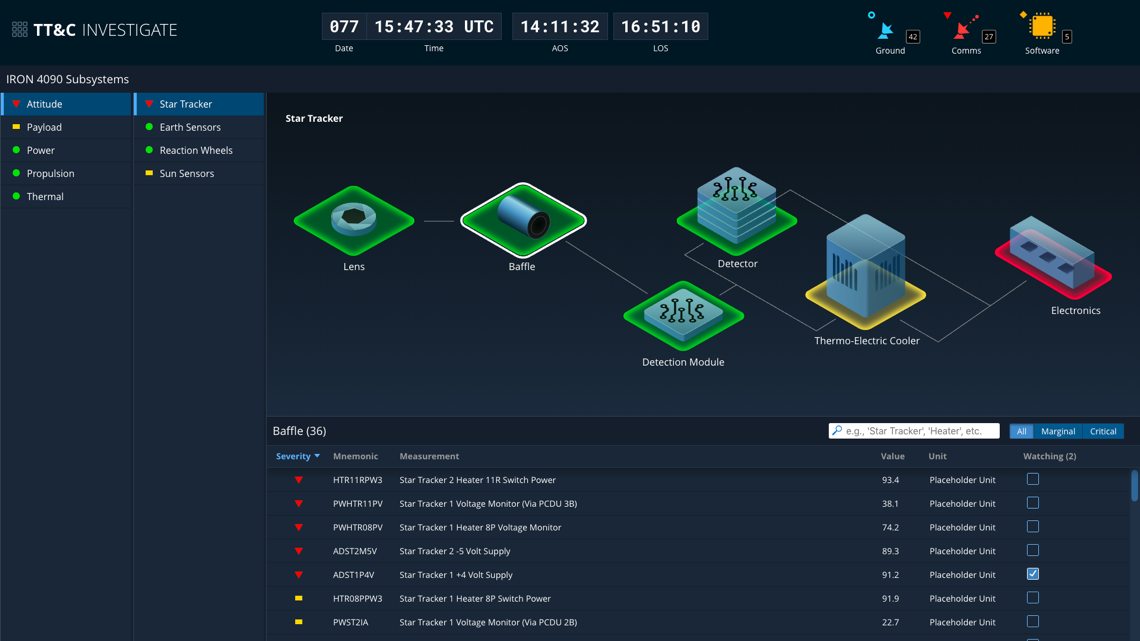 TT&C INVESTIGATE
077 15:47:33 UTC 14:11:32 16:51:10
Date Time AOS LOS
42 27 5
Ground Comms Software
IRON 4090 Subsystems
Attitude
Payload
Power
Propulsion
Thermal
Star Tracker
Earth Sensors
Reaction Wheels
Sun Sensors
Star Tracker
Lens
Baffle
Detector
Detection Module
Thermo-Electric Cooler
Electronics
Baffle (36)
e.g., 'Star Tracker', 'Heater', etc.
All Marginal Critical
Severity Mnemonic Measurement Value Unit Watching (2)
HTR11RPW3 Star Tracker 2 Heater 11R Switch Power 93.4 Placeholder Unit
PWHTR11PV Star Tracker 1 Voltage Monitor (Via PCDU 3B) 38.1 Placeholder Unit
PWHTR08PV Star Tracker 1 Heater 8P Voltage Monitor 74.2 Placeholder Unit
ADST2M5V Star Tracker 2 -5 Volt Supply 89.3 Placeholder Unit
ADST1P4V Star Tracker 1 +4 Volt Supply 91.2 Placeholder Unit
HTR08PPW3 Star Tracker 1 Heater 8P Switch Power 91.9 Placeholder Unit
PWST2IA Star Tracker 1 Voltage Monitor (Via PCDU 2B) 22.7 Placeholder Unit